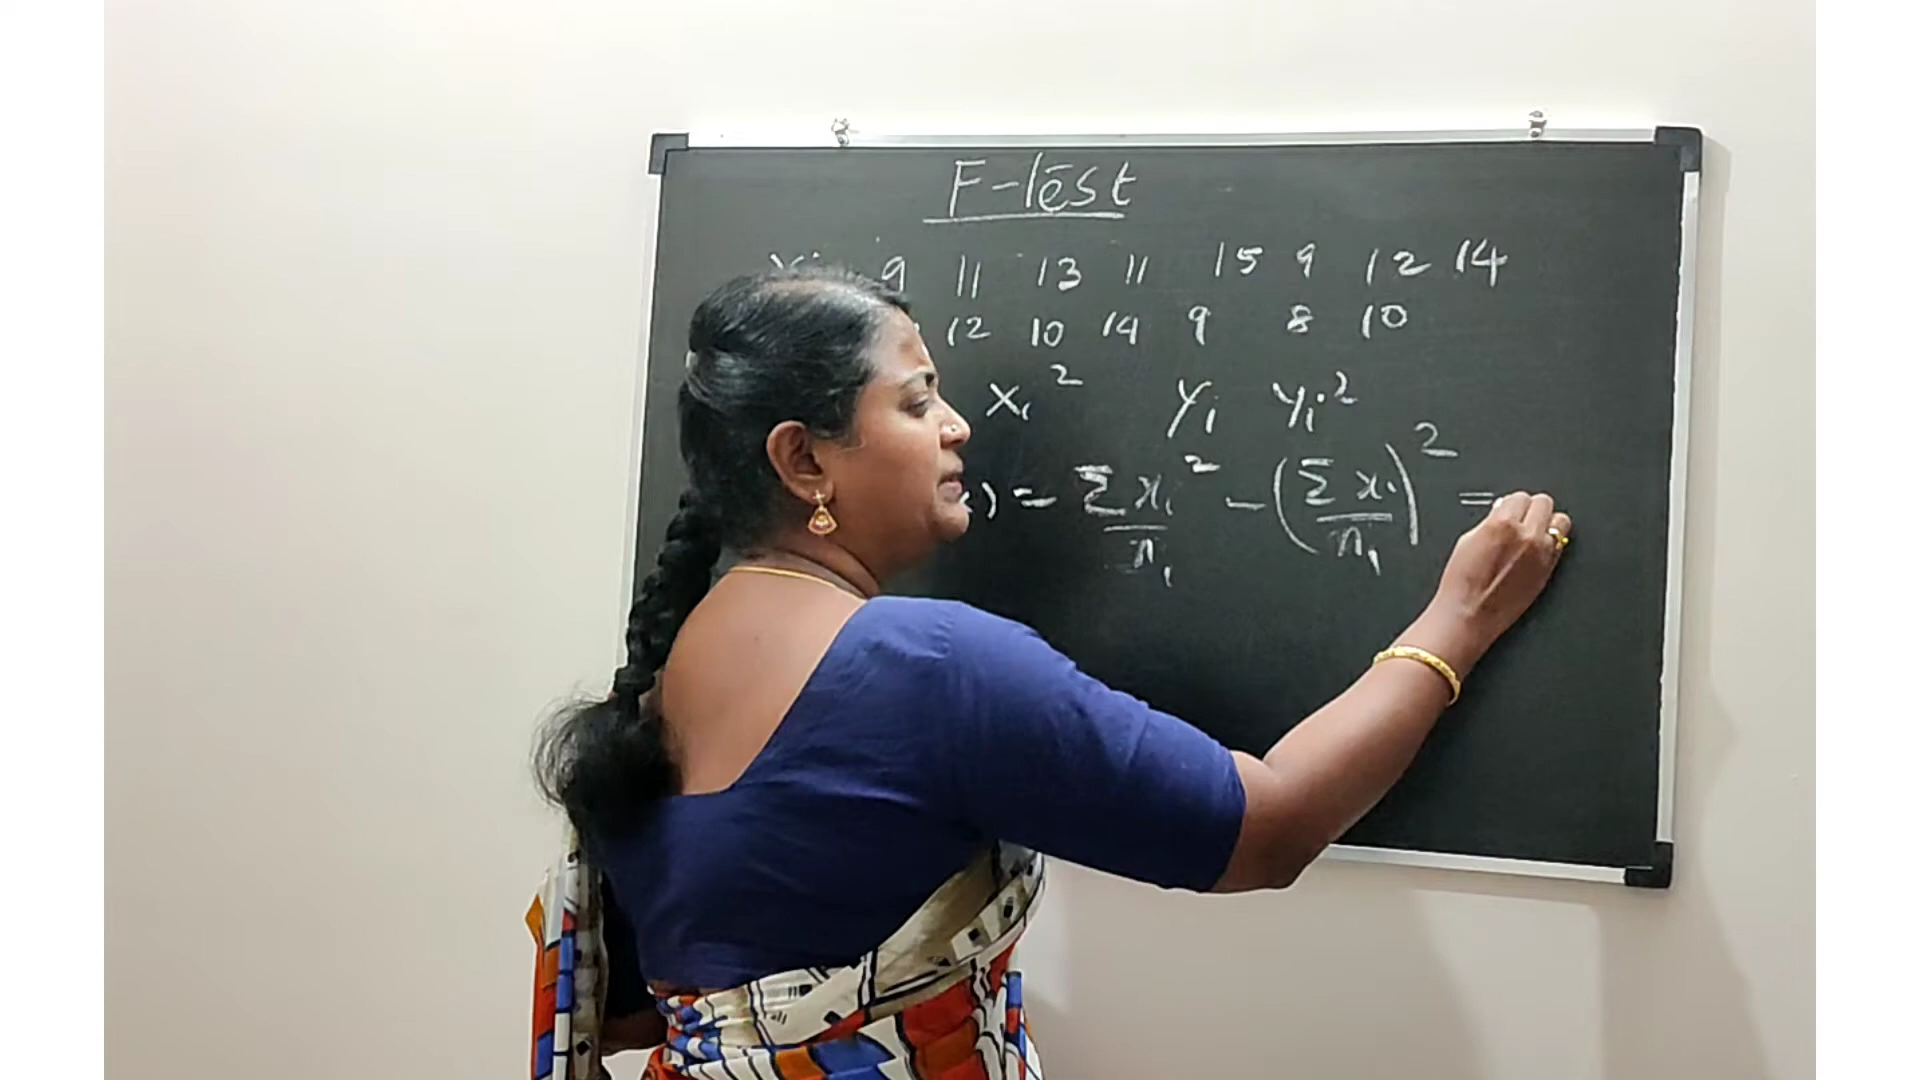 F-test
9 11 13 11 15 9 12 14
12 10 14 9 8 10
Xi² Yi Yi²
) = Σxi²/n₁ - (Σxi/n₁)² =